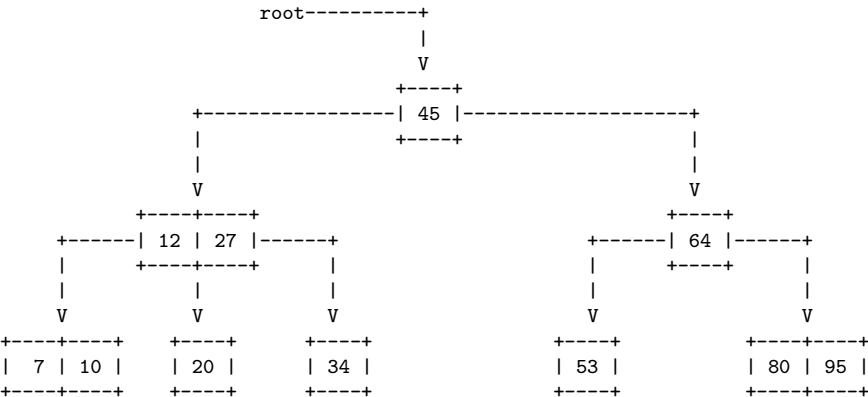 root----------+
|
V
+-----+
+-----------------| 45 |--------------------+
| +-----+ |
| |
V V
+----+----+ +----+
+------| 12 | 27 |------+ +------| 64 |------+
| +----+----+ | | +----+ |
| | | | |
V V V V V
+----+----+ +----+ +----+ +----+ +----+----+
| 7 | 10 | | 20 | | 34 | | 53 | | 80 | 95 |
+----+----+ +----+ +----+ +----+ +----+----+